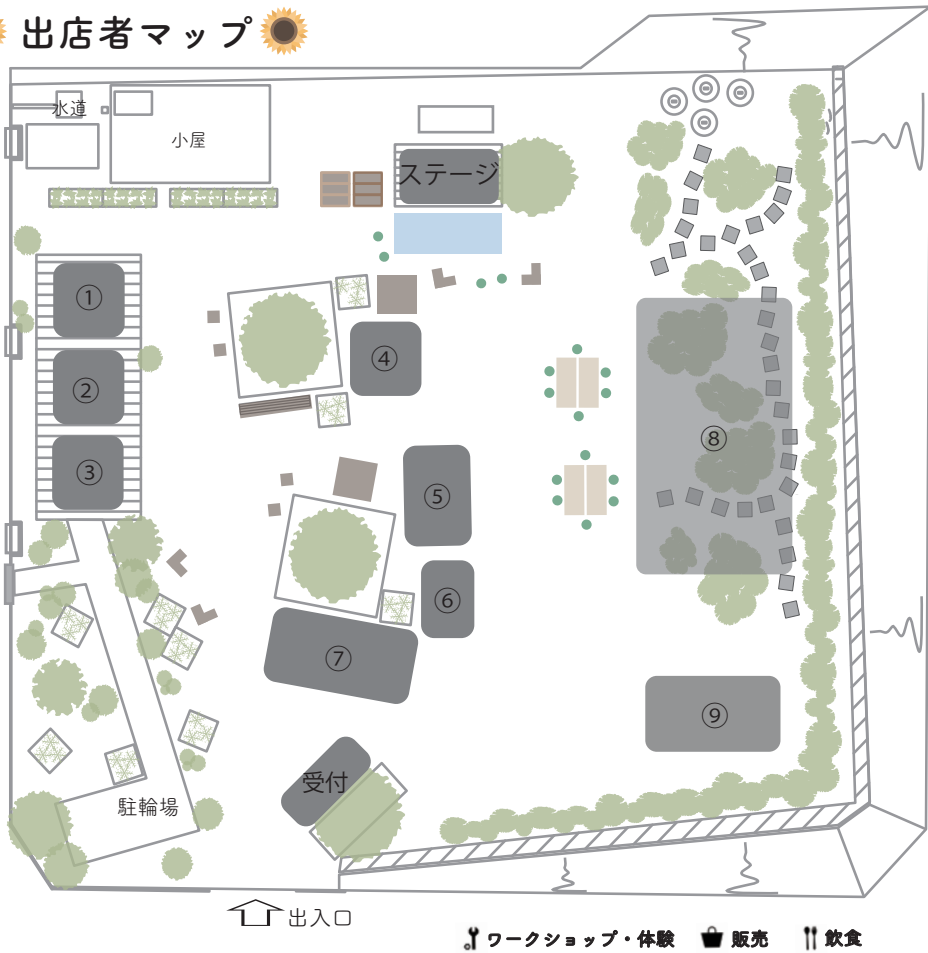 出店者マップ
水道
小屋
ステージ
①
②
③
④
⑤
⑥
⑦
⑧
⑨
受付
駐輪場
出入口
ワークショップ・体験 販売 飲食